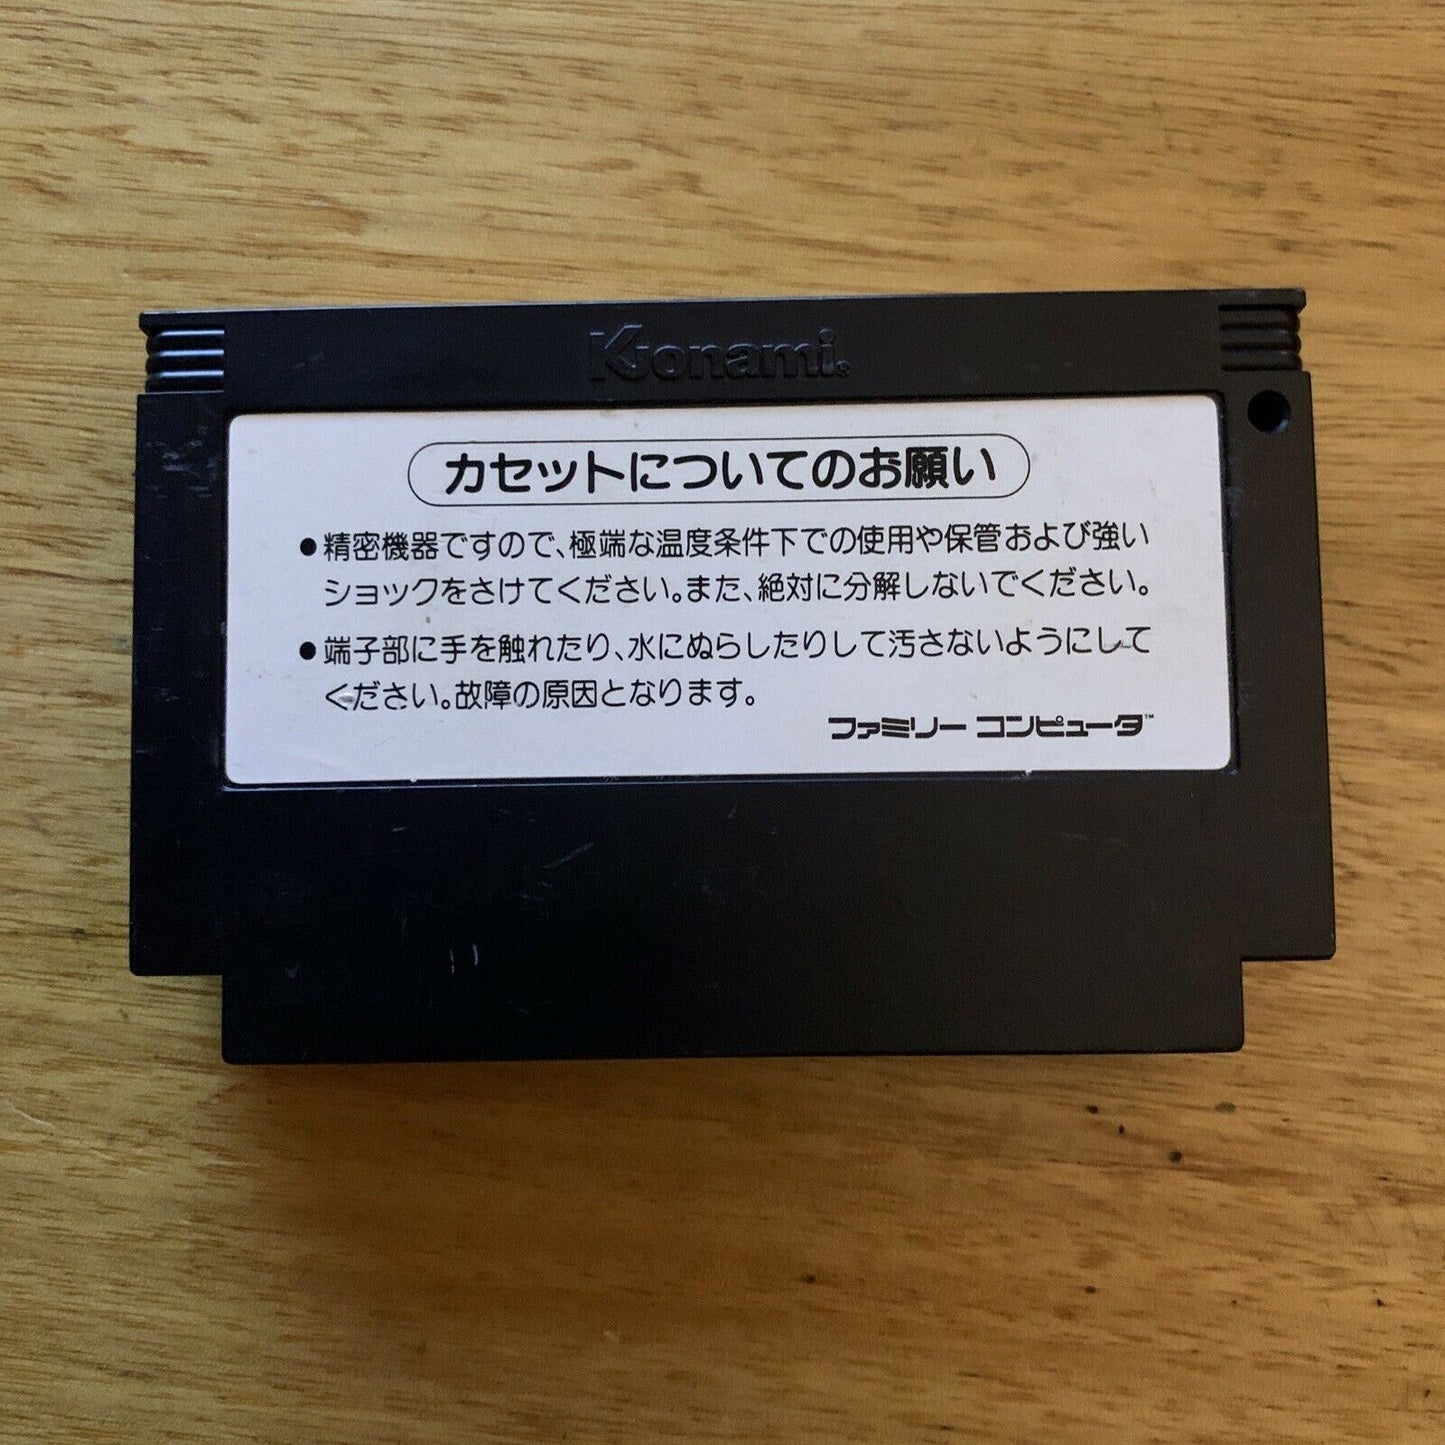 Konami®
カセットについてのお願い
●精密機器ですので、極端な温度条件下での使用や保管および強い
ショックをさけてください。また、絶対に分解しないでください。
●端子部に手を触れたり、水にぬらしたりして汚さないようにして
ください。故障の原因となります。
ファミリー コンピュータ™